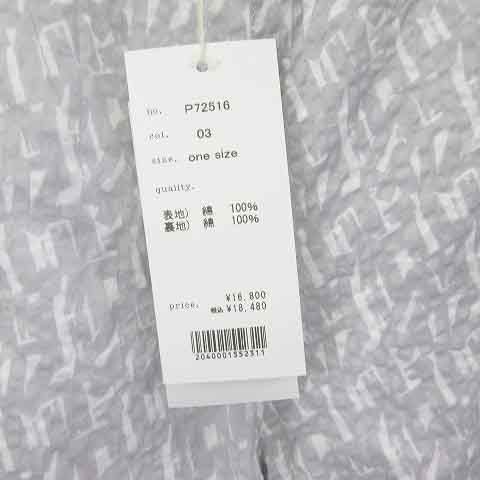 no. P72516
col. 03
size. one size
quality.
表地) 綿 100%
裏地) 綿 100%
price. ¥16,800
税込 ¥18,480
2040001552311